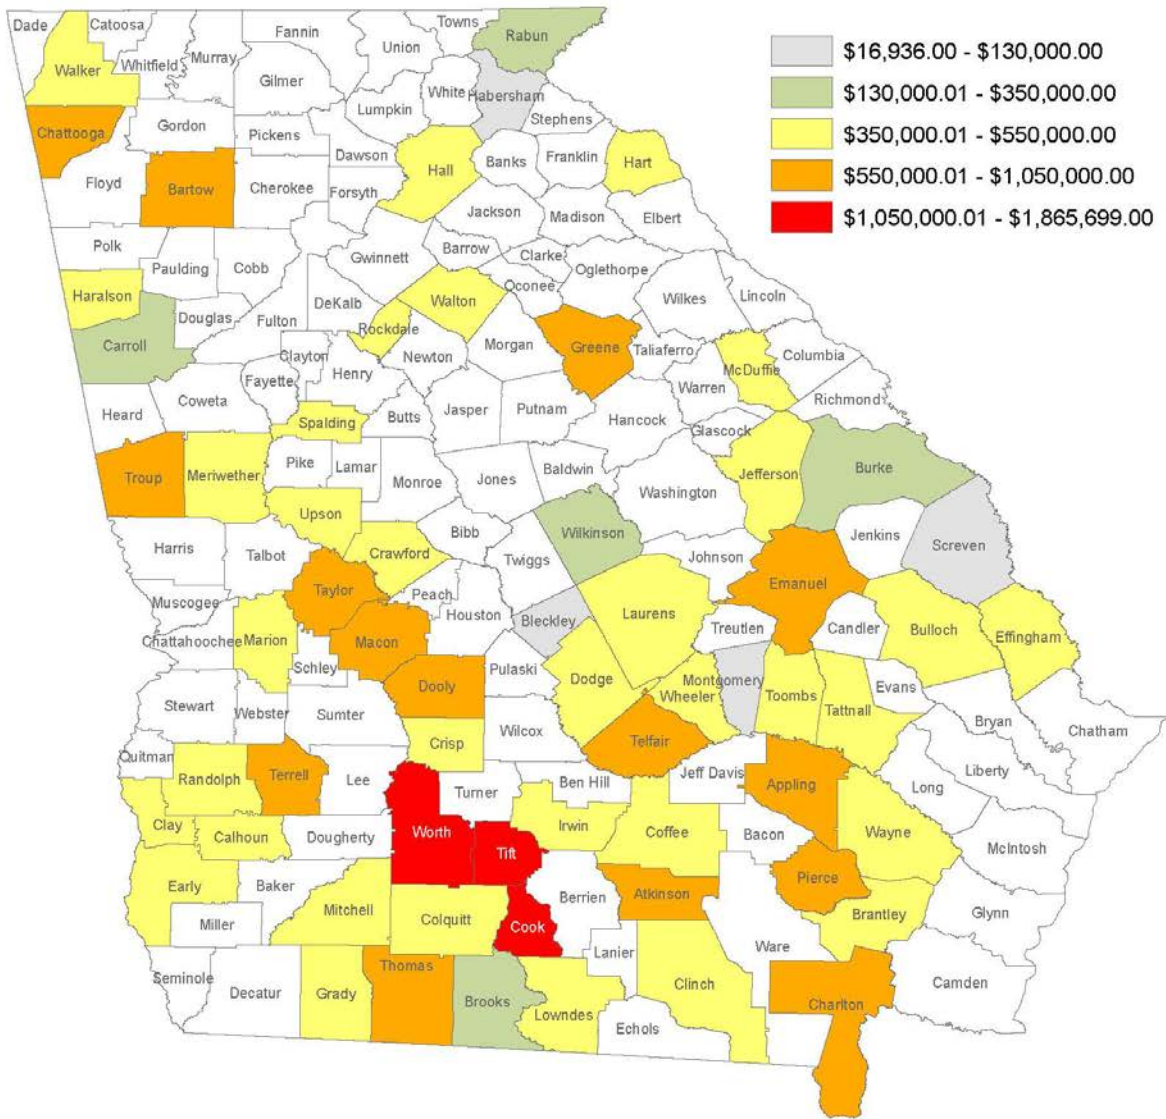 $16,936.00 - $130,000.00
$130,000.01 - $350,000.00
$350,000.01 - $550,000.00
$550,000.01 - $1,050,000.00
$1,050,000.01 - $1,865,699.00
Dade
Catoosa
Fannin
Towns
Union
Rabun
Walker
Whitfield
Murray
Gilmer
White
Habersham
Lumpkin
Stephens
Chattooga
Gordon
Pickens
Dawson
Hall
Banks
Franklin
Hart
Floyd
Bartow
Cherokee
Forsyth
Jackson
Madison
Elbert
Polk
Paulding
Cobb
Gwinnett
Barrow
Clarke
Oglethorpe
Oconee
Wilkes
Lincoln
Haralson
Douglas
Fulton
DeKalb
Rockdale
Walton
Carroll
Clayton
Newton
Morgan
Greene
Taliaferro
Columbia
McDuffie
Fayette
Henry
Warren
Richmond
Heard
Coweta
Spalding
Butts
Jasper
Putnam
Hancock
Glascock
Troup
Meriwether
Pike
Lamar
Monroe
Jones
Baldwin
Washington
Jefferson
Burke
Upson
Bibb
Wilkinson
Jenkins
Screven
Harris
Talbot
Crawford
Twiggs
Johnson
Emanuel
Muscogee
Taylor
Peach
Houston
Bleckley
Laurens
Treutlen
Candler
Bulloch
Effingham
Chattahoochee
Marion
Macon
Schley
Pulaski
Dooly
Dodge
Montgomery
Wheeler
Toombs
Tattnall
Evans
Bryan
Chatham
Stewart
Webster
Sumter
Crisp
Wilcox
Telfair
Quitman
Randolph
Terrell
Lee
Turner
Ben Hill
Jeff Davis
Appling
Long
Liberty
Clay
Calhoun
Dougherty
Worth
Tift
Irwin
Coffee
Bacon
Wayne
McIntosh
Early
Baker
Mitchell
Colquitt
Cook
Berrien
Atkinson
Pierce
Brantley
Glynn
Miller
Lanier
Ware
Seminole
Decatur
Grady
Thomas
Brooks
Lowndes
Echols
Clinch
Charlton
Camden